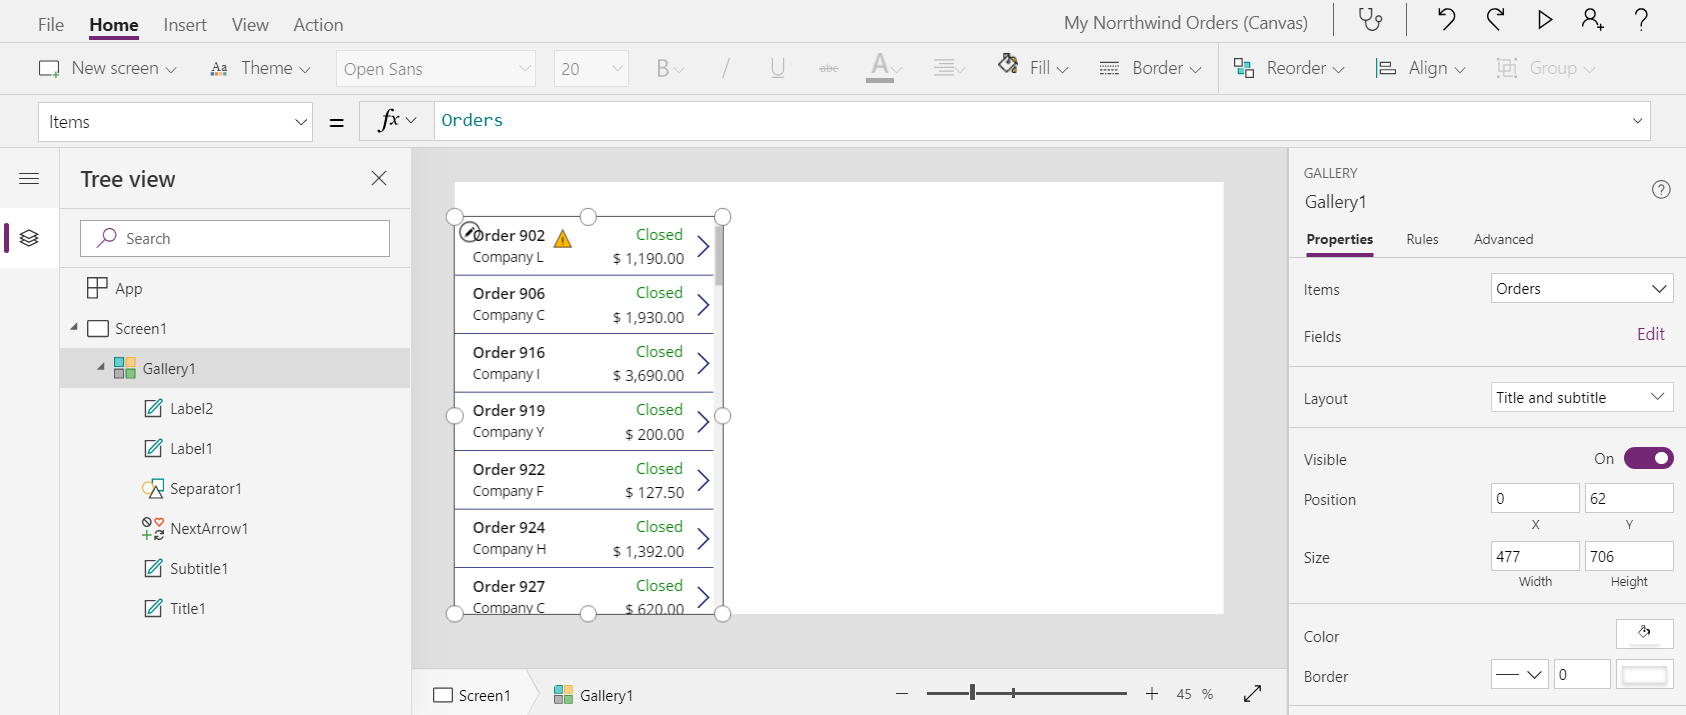 File Home Insert View Action My Norrthwind Orders (Canvas) ?
New screen Aa Theme Open Sans 20 B / U abc A Fill Border Reorder Align Group
Items = fx Orders
Tree view
Search
App
Screen1
Gallery1
Label2
Label1
Separator1
NextArrow1
Subtitle1
Title1
Order 902 Closed
Company L $ 1,190.00
Order 906 Closed
Company C $ 1,930.00
Order 916 Closed
Company I $ 3,690.00
Order 919 Closed
Company Y $ 200.00
Order 922 Closed
Company F $ 127.50
Order 924 Closed
Company H $ 1,392.00
Order 927 Closed
Company C $ 620.00
Screen1 Gallery1 45 %
GALLERY
Gallery1 ?
Properties Rules Advanced
Items Orders
Fields Edit
Layout Title and subtitle
Visible On
Position 0 62
X Y
Size 477 706
Width Height
Color
Border 0